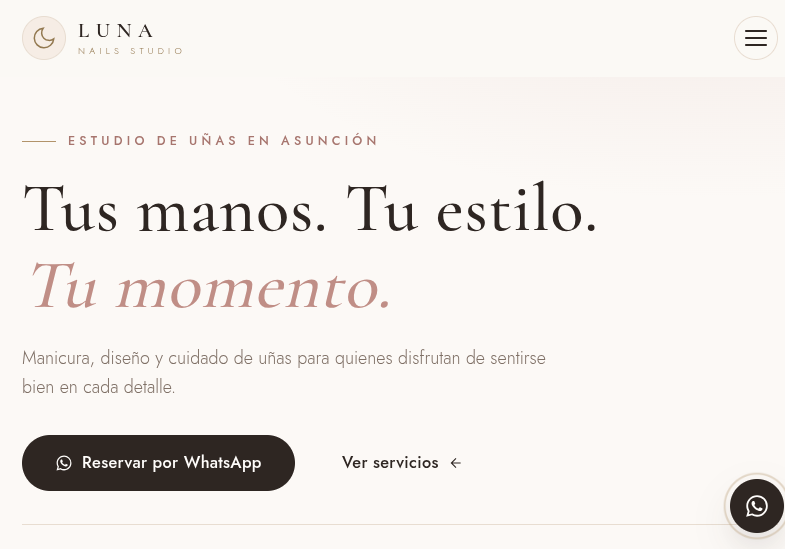 LUNA
NAILS STUDIO
ESTUDIO DE UÑAS EN ASUNCIÓN
Tus manos. Tu estilo.
Tu momento.
Manicura, diseño y cuidado de uñas para quienes disfrutan de sentirse
bien en cada detalle.
Reservar por WhatsApp
Ver servicios ←